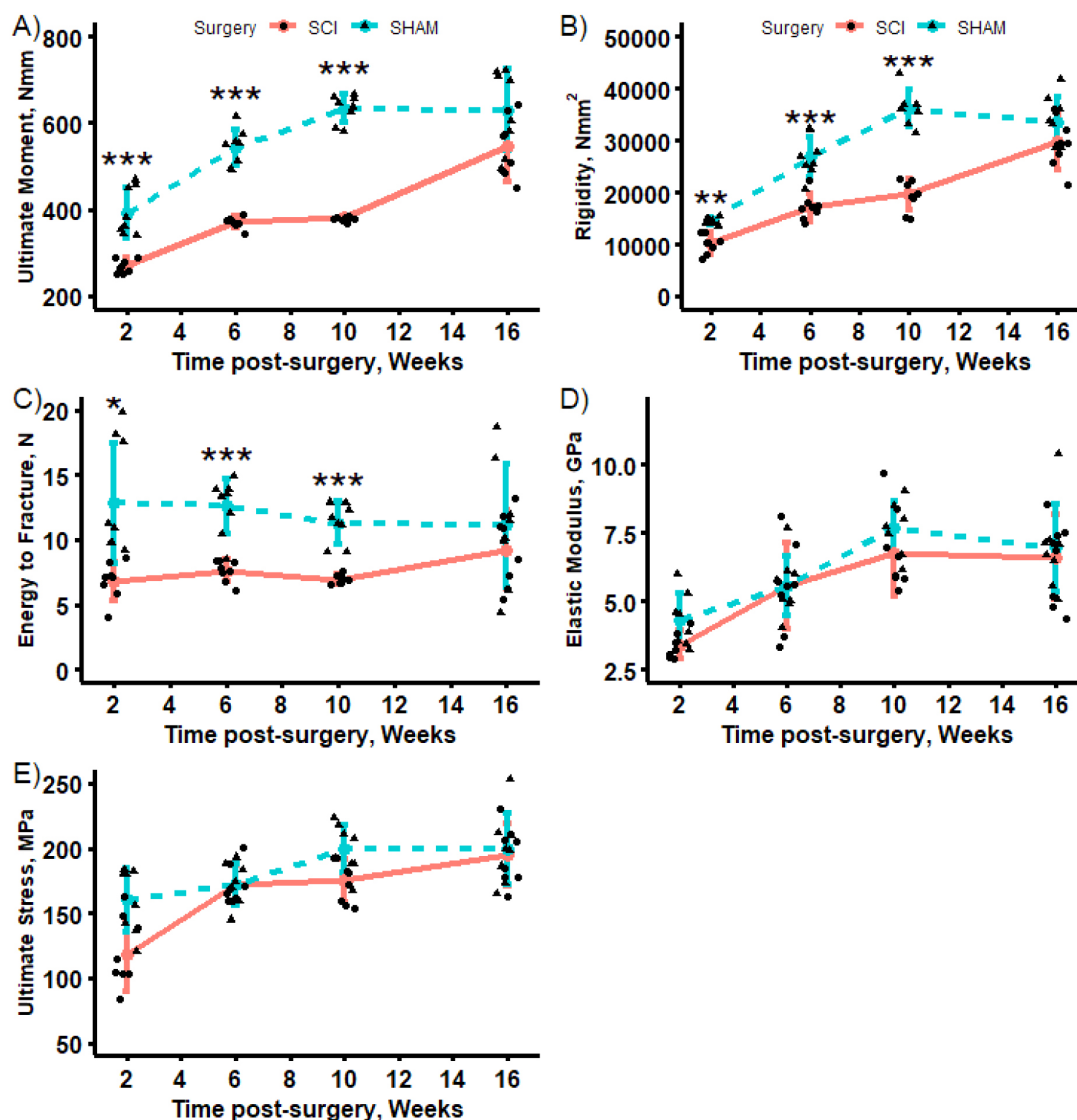 A) Surgery SCI SHAM
800
600
400
200
Ultimate Moment, Nmm
***
***
***
2 4 6 8 10 12 14 16
Time post-surgery, Weeks
B) Surgery SCI SHAM
50000
40000
30000
20000
10000
0
Rigidity, Nmm²
**
***
***
2 4 6 8 10 12 14 16
Time post-surgery, Weeks
C)
20
15
10
5
0
Energy to Fracture, N
*
***
***
2 4 6 8 10 12 14 16
Time post-surgery, Weeks
D)
10.0
7.5
5.0
2.5
Elastic Modulus, GPa
2 4 6 8 10 12 14 16
Time post-surgery, Weeks
E)
250
200
150
100
50
Ultimate Stress, MPa
2 4 6 8 10 12 14 16
Time post-surgery, Weeks